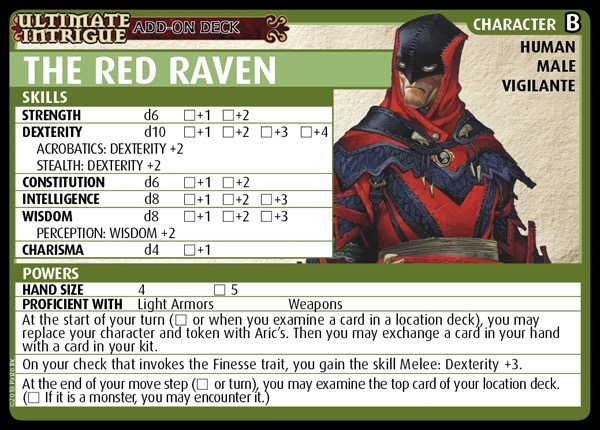 ULTIMATE
INTRIGUE ADD-ON DECK
CHARACTER B
HUMAN
MALE
VIGILANTE
THE RED RAVEN
SKILLS
STRENGTH d6 □+1 □+2
DEXTERITY d10 □+1 □+2 □+3 □+4
ACROBATICS: DEXTERITY +2
STEALTH: DEXTERITY +2
CONSTITUTION d6 □+1 □+2
INTELLIGENCE d8 □+1 □+2 □+3
WISDOM d8 □+1 □+2 □+3
PERCEPTION: WISDOM +2
CHARISMA d4 □+1
POWERS
HAND SIZE 4 □ 5
PROFICIENT WITH Light Armors Weapons
At the start of your turn (□ or when you examine a card in a location deck), you may
replace your character and token with Aric's. Then you may exchange a card in your hand
with a card in your kit.
On your check that invokes the Finesse trait, you gain the skill Melee: Dexterity +3.
At the end of your move step (□ or turn), you may examine the top card of your location deck.
(□ If it is a monster, you may encounter it.)